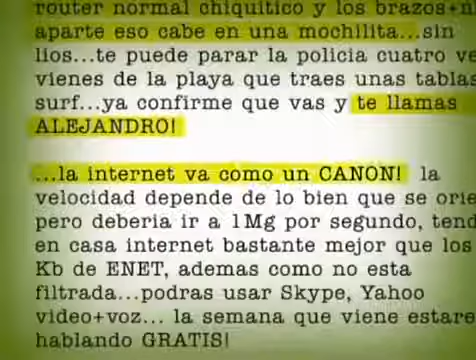 router normal chiquitico y los brazos+n
aparte eso cabe en una mochilita...sin
lios...te puede parar la policia cuatro ve
vienes de la playa que traes unas tablas
surf...ya confirme que vas y te llamas
ALEJANDRO!
...la internet va como un CANON! la
velocidad depende de lo bien que se orie
pero deberia ir a 1Mg por segundo, tend
en casa internet bastante mejor que los
Kb de ENET, ademas como no esta
filtrada...podras usar Skype, Yahoo
video+voz... la semana que viene estare
hablando GRATIS!